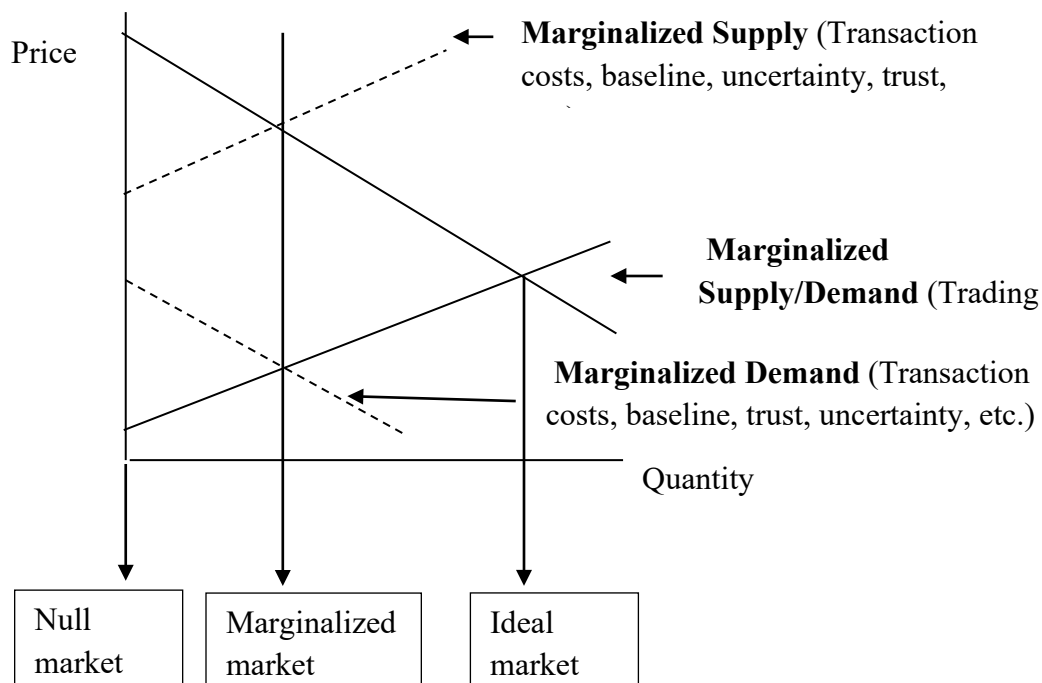 Price
Marginalized Supply (Transaction
costs, baseline, uncertainty, trust,
Marginalized
Supply/Demand (Trading
Marginalized Demand (Transaction
costs, baseline, trust, uncertainty, etc.)
Quantity
Null
market
Marginalized
market
Ideal
market